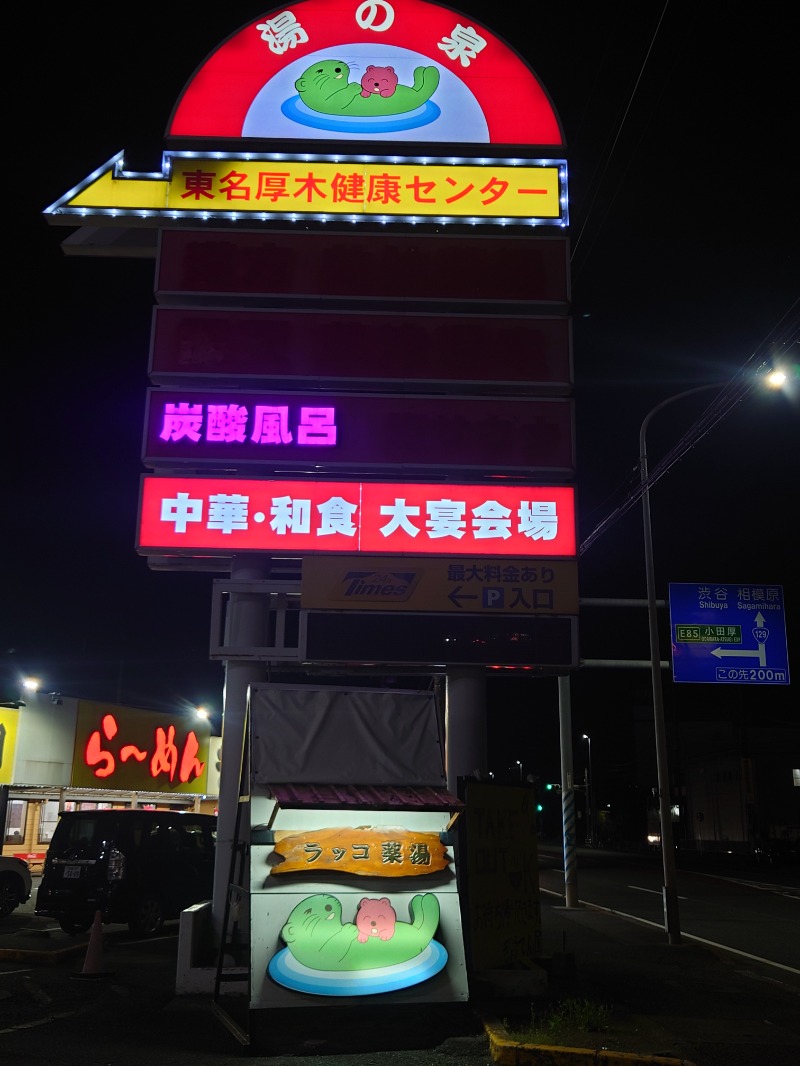 湯の泉
東名厚木健康センター
炭酸風呂
中華・和食 大宴会場
Times
最大料金あり
← P 入口
渋谷 相模原
Shibuya Sagamihara
E85 小田厚
129
この先200m
らーめん
ラッコ薬湯